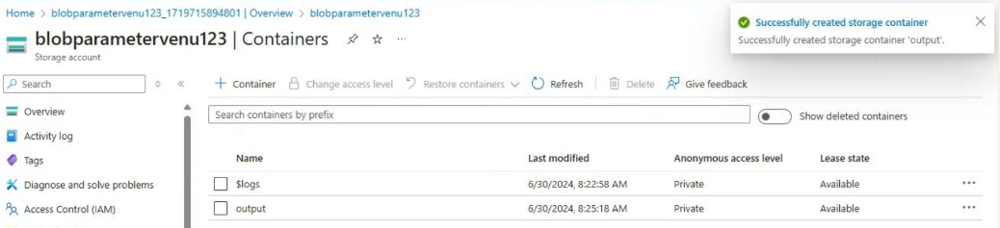 Home > blobparametervenu123_1719715894801 | Overview > blobparametervenu123
Successfully created storage container
Successfully created storage container 'output'.
blobparametervenu123 | Containers
Storage account
Search
+ Container Change access level Restore containers Refresh Delete Give feedback
Overview
Activity log
Tags
Diagnose and solve problems
Access Control (IAM)
Search containers by prefix
Show deleted containers
Name Last modified Anonymous access level Lease state
$logs 6/30/2024, 8:22:58 AM Private Available
output 6/30/2024, 8:25:18 AM Private Available